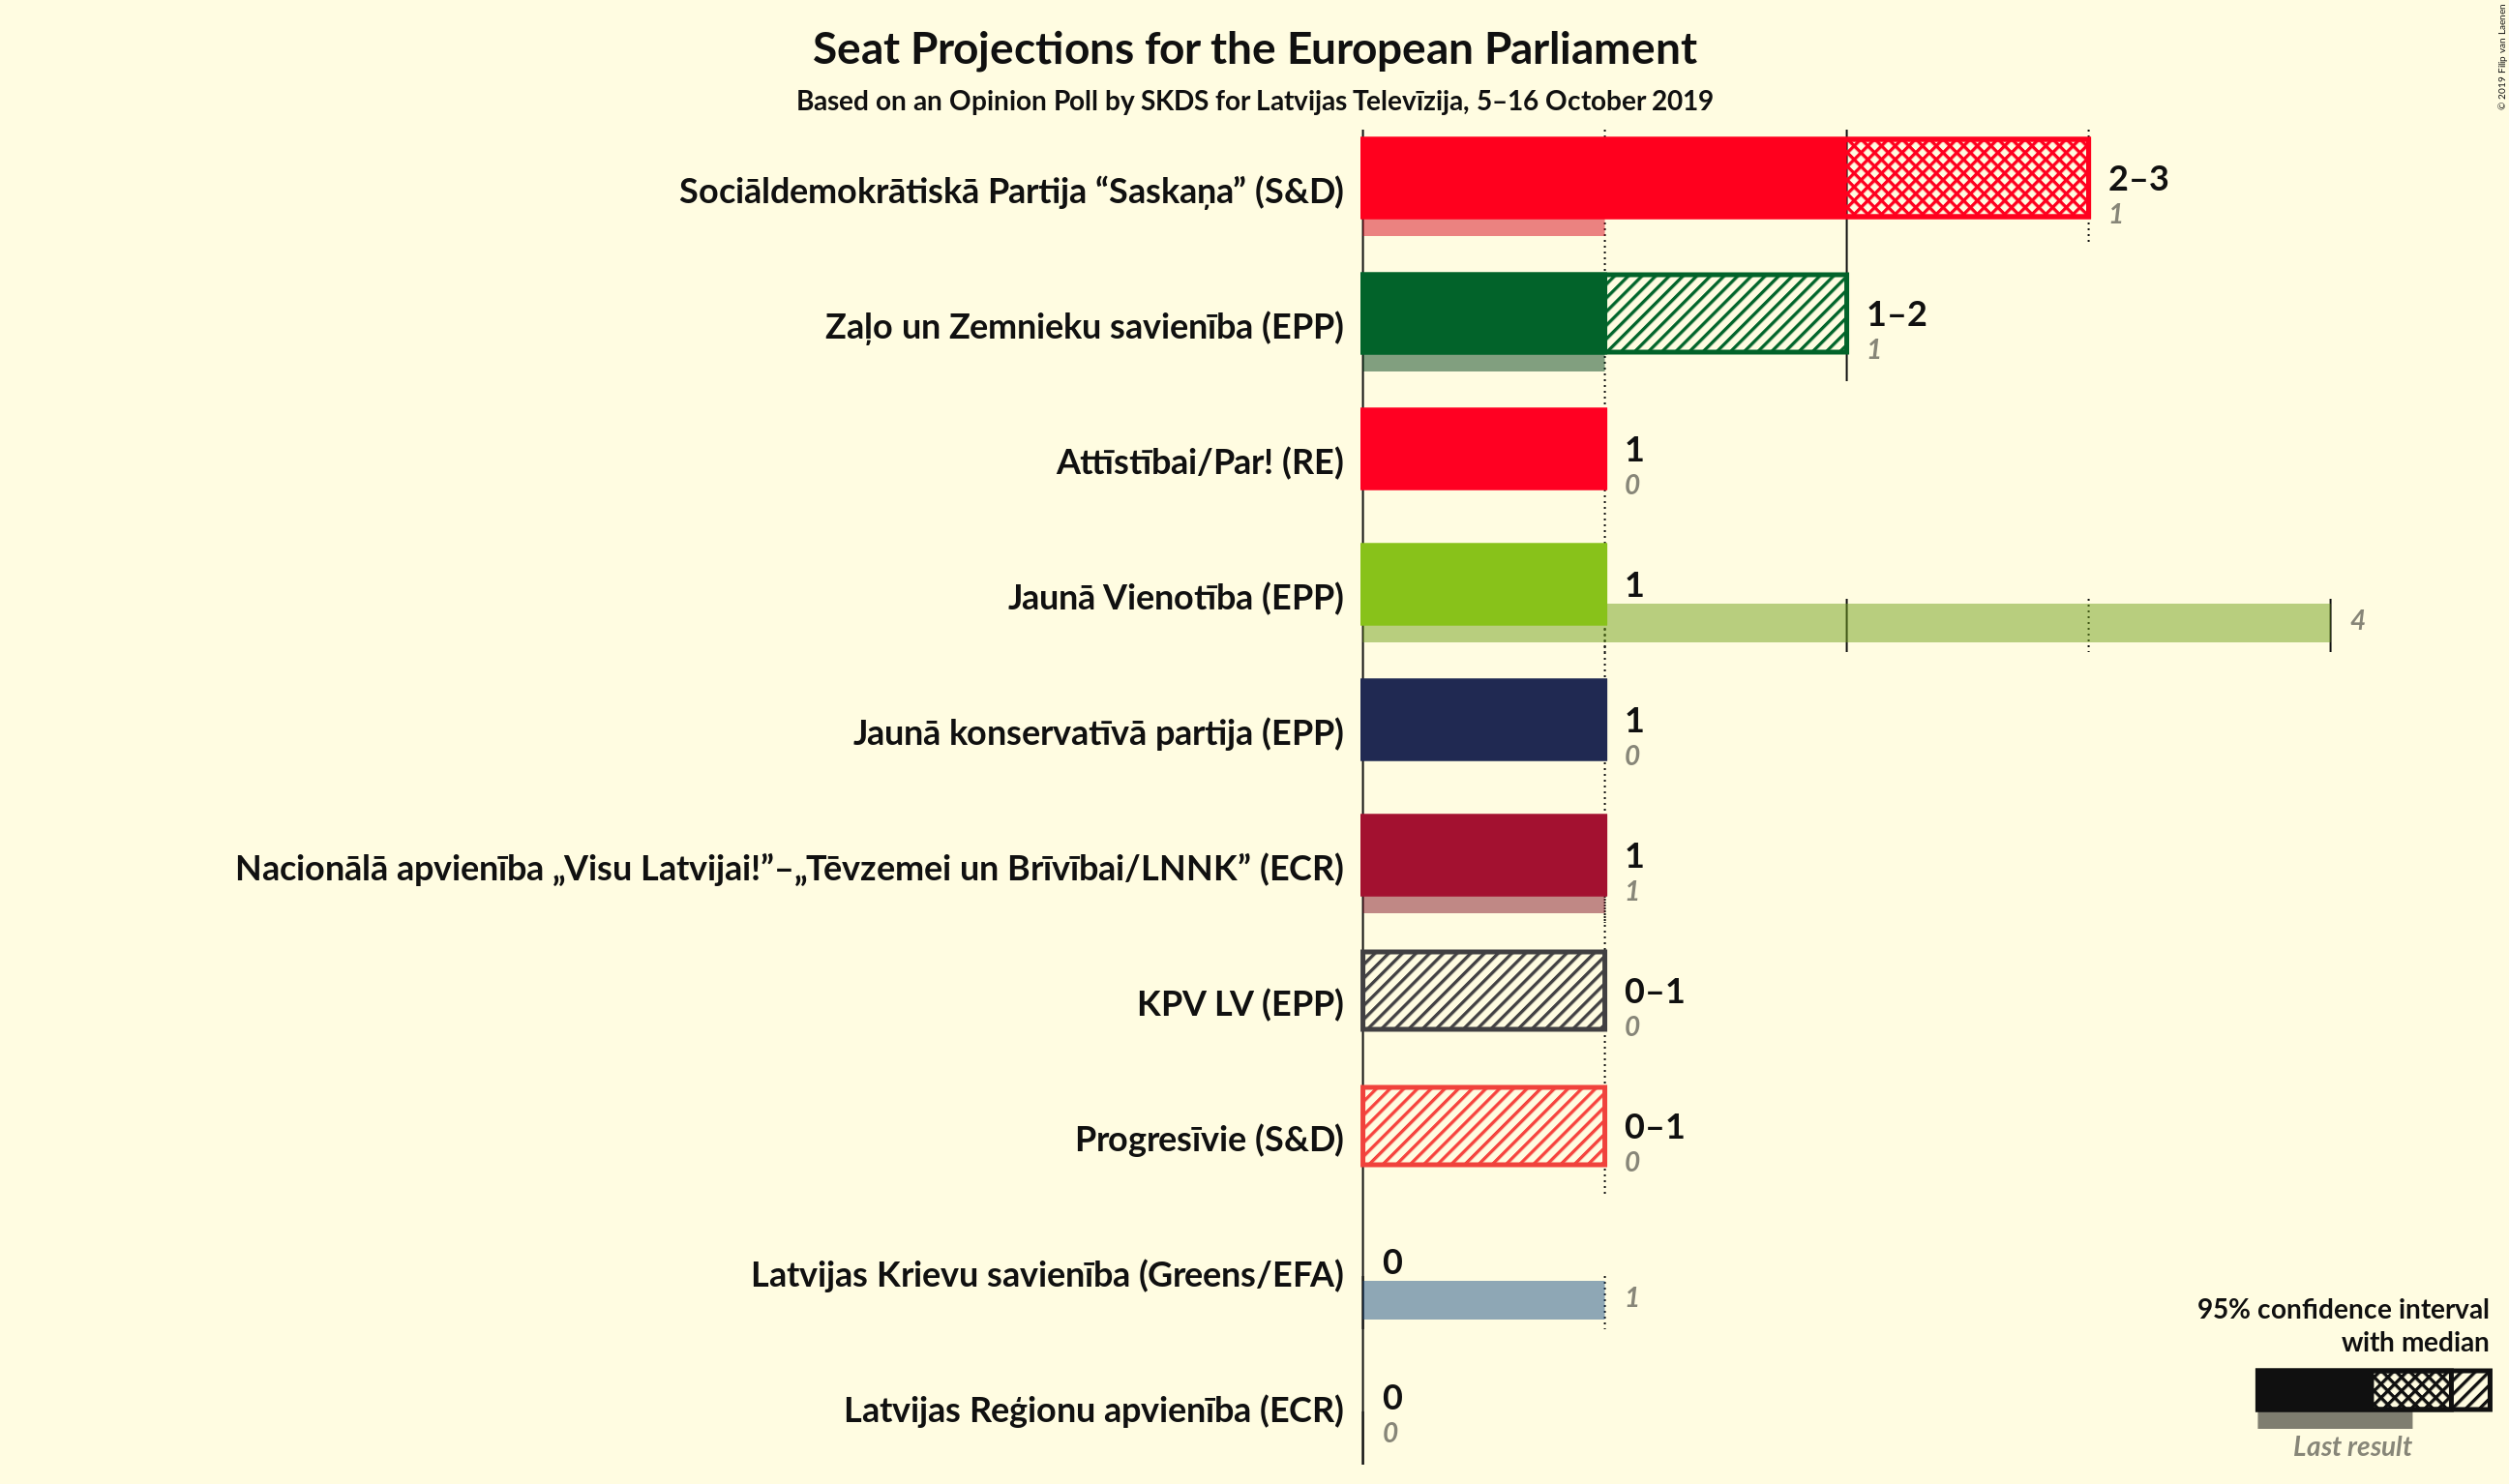 Seat Projections for the European Parliament
Based on an Opinion Poll by SKDS for Latvijas Televīzija, 5–16 October 2019
© 2019 Filip van Laenen
Sociāldemokrātiskā Partija “Saskaņa” (S&D)
2–3
1
Zaļo un Zemnieku savienība (EPP)
1–2
1
Attīstībai/Par! (RE)
1
0
Jaunā Vienotība (EPP)
1
4
Jaunā konservatīvā partija (EPP)
1
0
Nacionālā apvienība „Visu Latvijai!”–„Tēvzemei un Brīvībai/LNNK” (ECR)
1
1
KPV LV (EPP)
0–1
0
Progresīvie (S&D)
0–1
0
Latvijas Krievu savienība (Greens/EFA)
0
1
Latvijas Reģionu apvienība (ECR)
0
0
95% confidence interval
with median
Last result